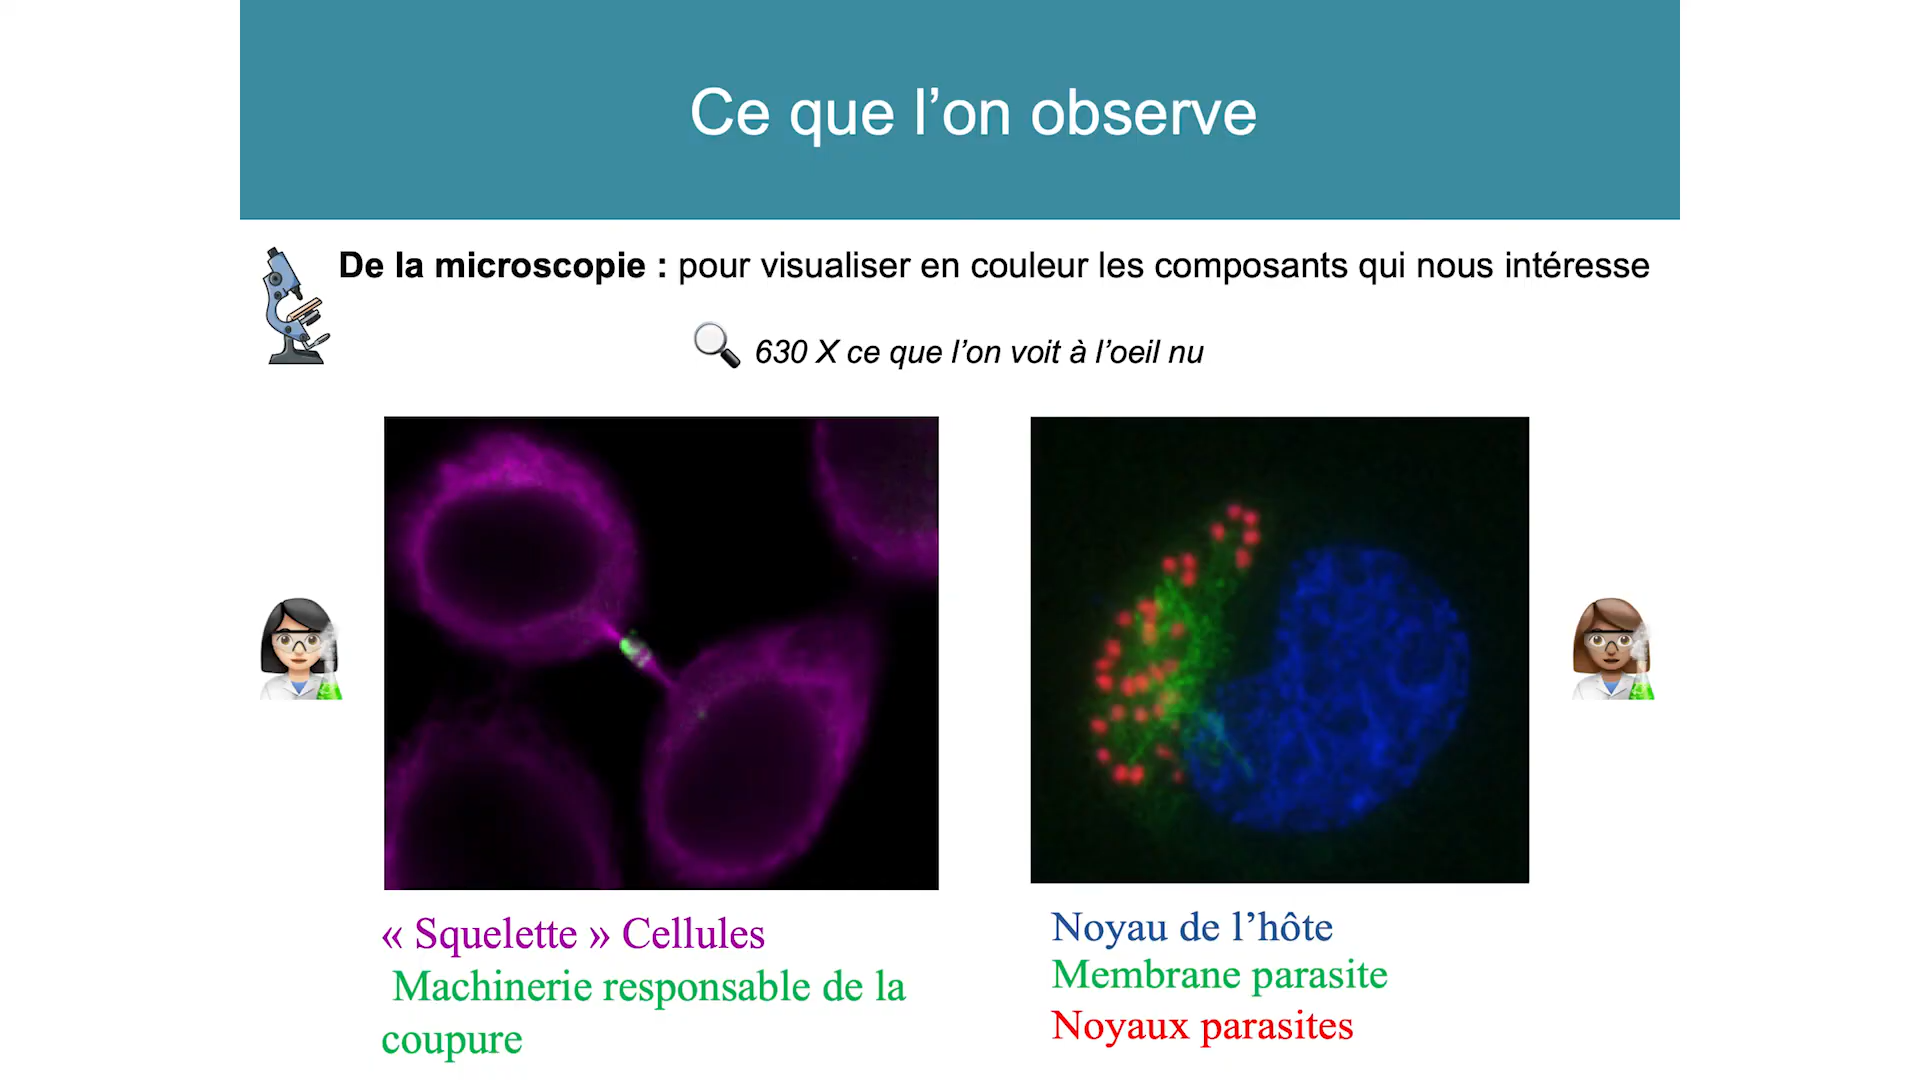 Ce que l’on observe
De la microscopie : pour visualiser en couleur les composants qui nous intéresse
630 X ce que l’on voit à l’oeil nu
« Squelette » Cellules
Machinerie responsable de la
coupure
Noyau de l’hôte
Membrane parasite
Noyaux parasites